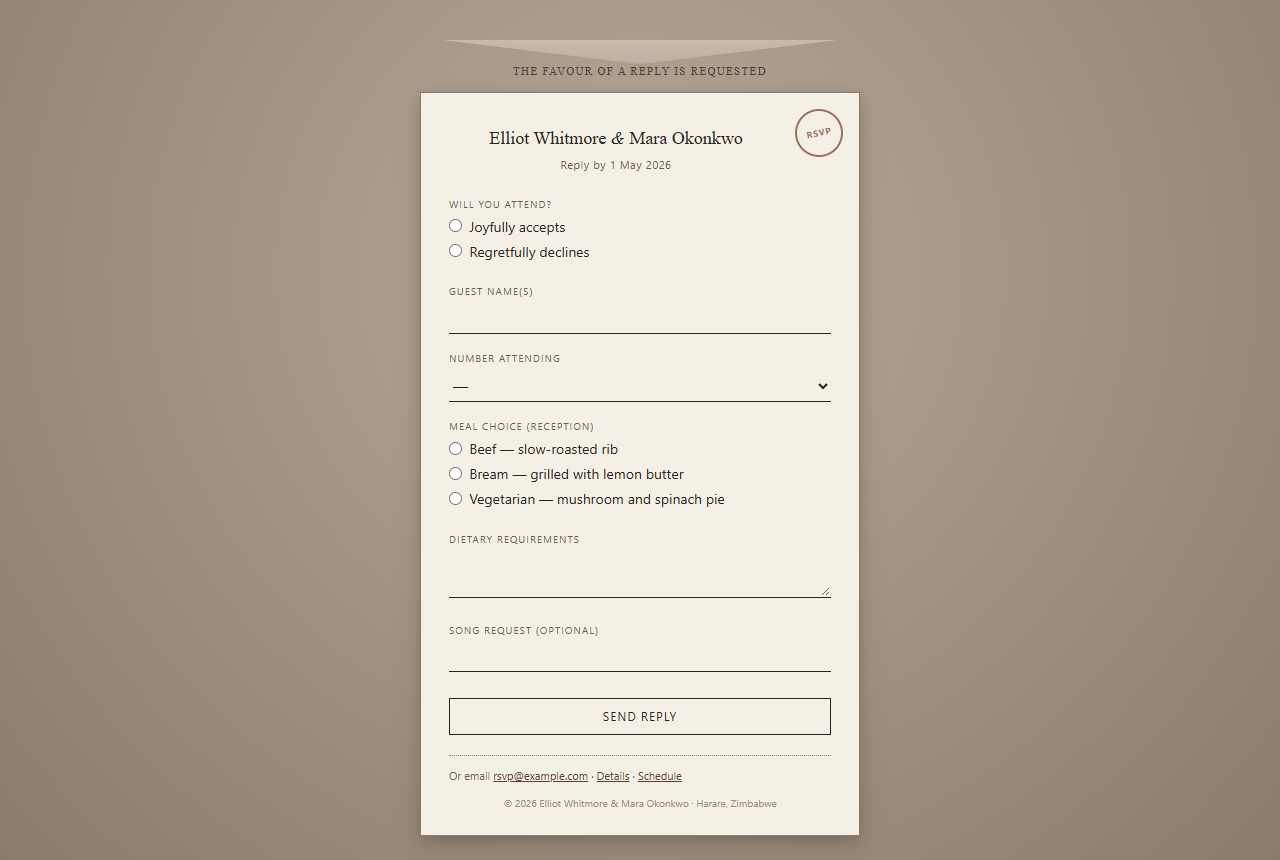 THE FAVOUR OF A REPLY IS REQUESTED
Elliot Whitmore & Mara Okonkwo
RSVP
Reply by 1 May 2026
WILL YOU ATTEND?
Joyfully accepts
Regretfully declines
GUEST NAME(S)
NUMBER ATTENDING
—
MEAL CHOICE (RECEPTION)
Beef — slow-roasted rib
Bream — grilled with lemon butter
Vegetarian — mushroom and spinach pie
DIETARY REQUIREMENTS
SONG REQUEST (OPTIONAL)
SEND REPLY
Or email rsvp@example.com · Details · Schedule
© 2026 Elliot Whitmore & Mara Okonkwo · Harare, Zimbabwe